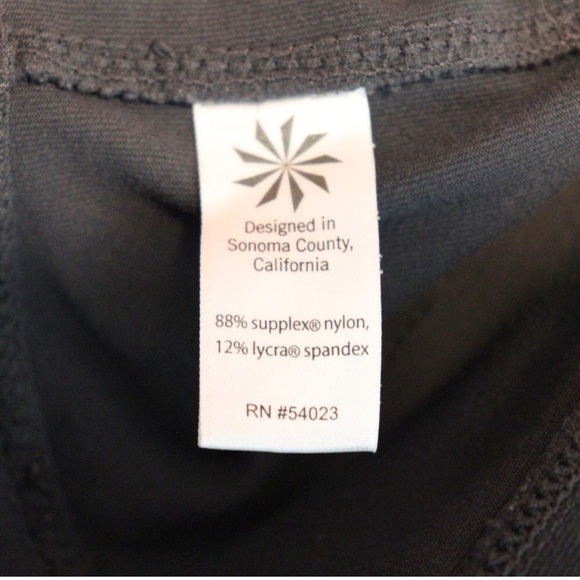 Designed in
Sonoma County,
California
88% supplex® nylon,
12% lycra® spandex
RN #54023